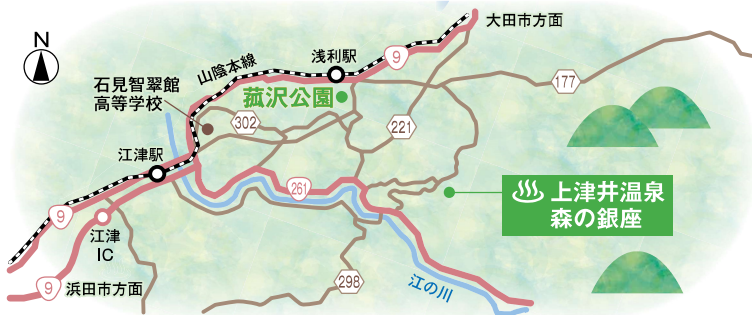 大田市方面
N
9
浅利駅
山陰本線
177
石見智翠館
高等学校
菰沢公園
302
221
江津駅
261
上津井温泉
森の銀座
9
江津
IC
298
江の川
9
浜田市方面